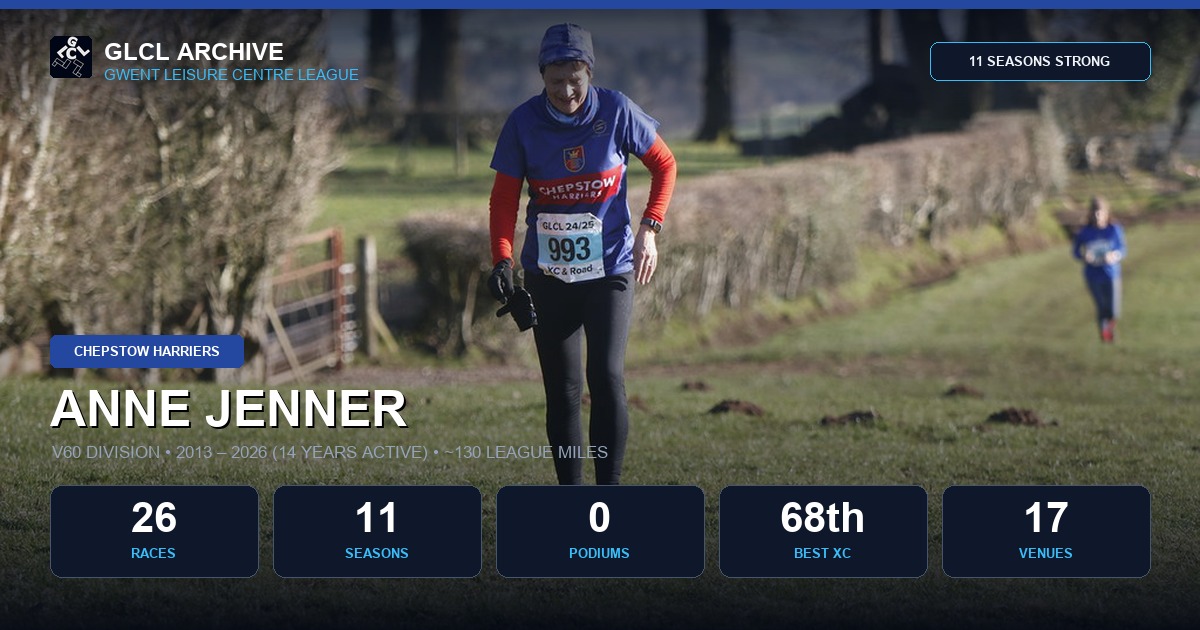 GLCL ARCHIVE
GWENT LEISURE CENTRE LEAGUE
11 SEASONS STRONG
CHEPSTOW
HARRIERS
GLCL 24/25
993
XC & Road
CHEPSTOW HARRIERS
ANNE JENNER
V60 DIVISION • 2013 – 2026 (14 YEARS ACTIVE) • ~130 LEAGUE MILES
26
RACES
11
SEASONS
0
PODIUMS
68th
BEST XC
17
VENUES